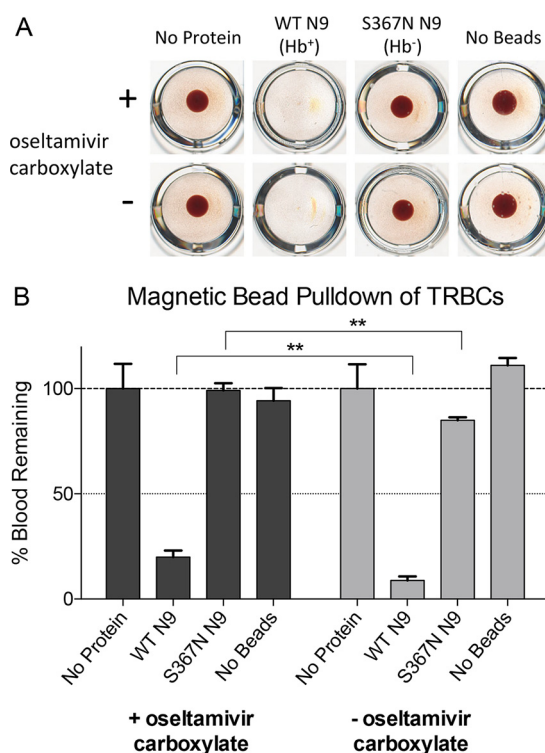 A
No Protein
WT N9
(Hb⁺)
S367N N9
(Hb⁻)
No Beads
+
oseltamivir
carboxylate
-
B
Magnetic Bead Pulldown of TRBCs
**
**
% Blood Remaining
100
50
0
No Protein
WT N9
S367N N9
No Beads
No Protein
WT N9
S367N N9
No Beads
+ oseltamivir
carboxylate
- oseltamivir
carboxylate